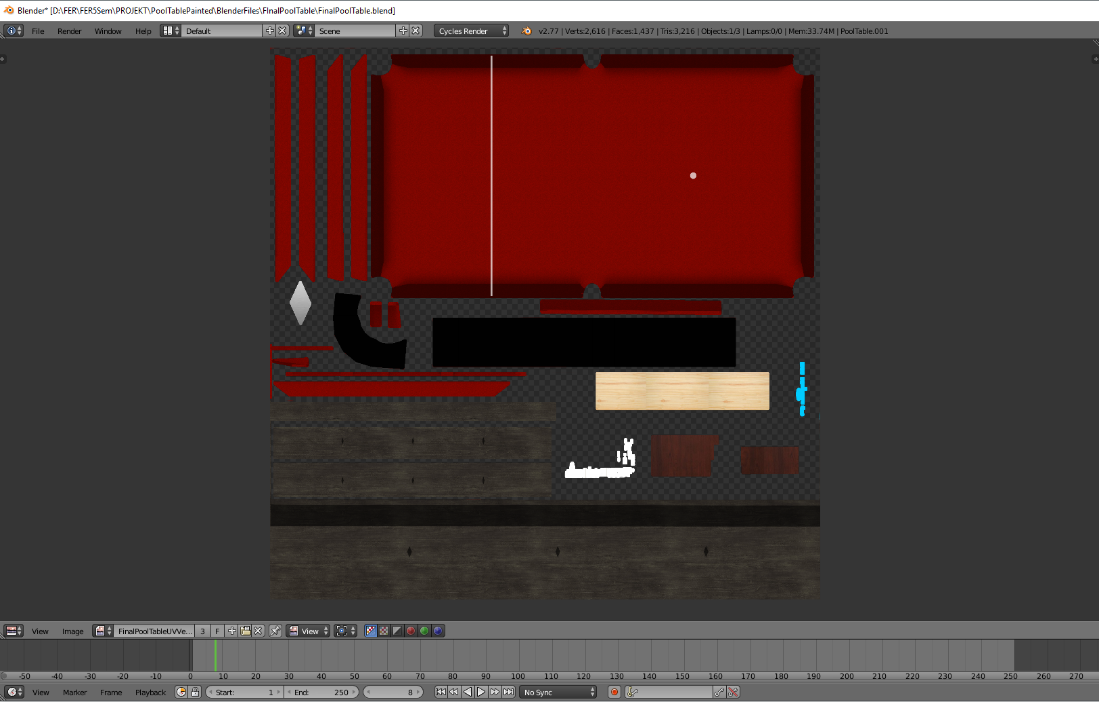 Blender* [D:\FER\FER5Sem\PROJEKT\PoolTablePainted\BlenderFiles\FInalPoolTable\FinalPoolTable.blend]
File Render Window Help Default Scene Cycles Render v2.77 | Verts:2,616 | Faces:1,437 | Tris:3,216 | Objects:1/3 | Lamps:0/0 | Mem:33.74M | PoolTable.001
View Image FinalPoolTableUVVe... 3 F View
-50 -40 -30 -20 -10 0 10 20 30 40 50 60 70 80 90 100 110 120 130 140 150 160 170 180 190 200 210 220 230 240 250 260 270
View Marker Frame Playback Start: 1 End: 250 8 No Sync